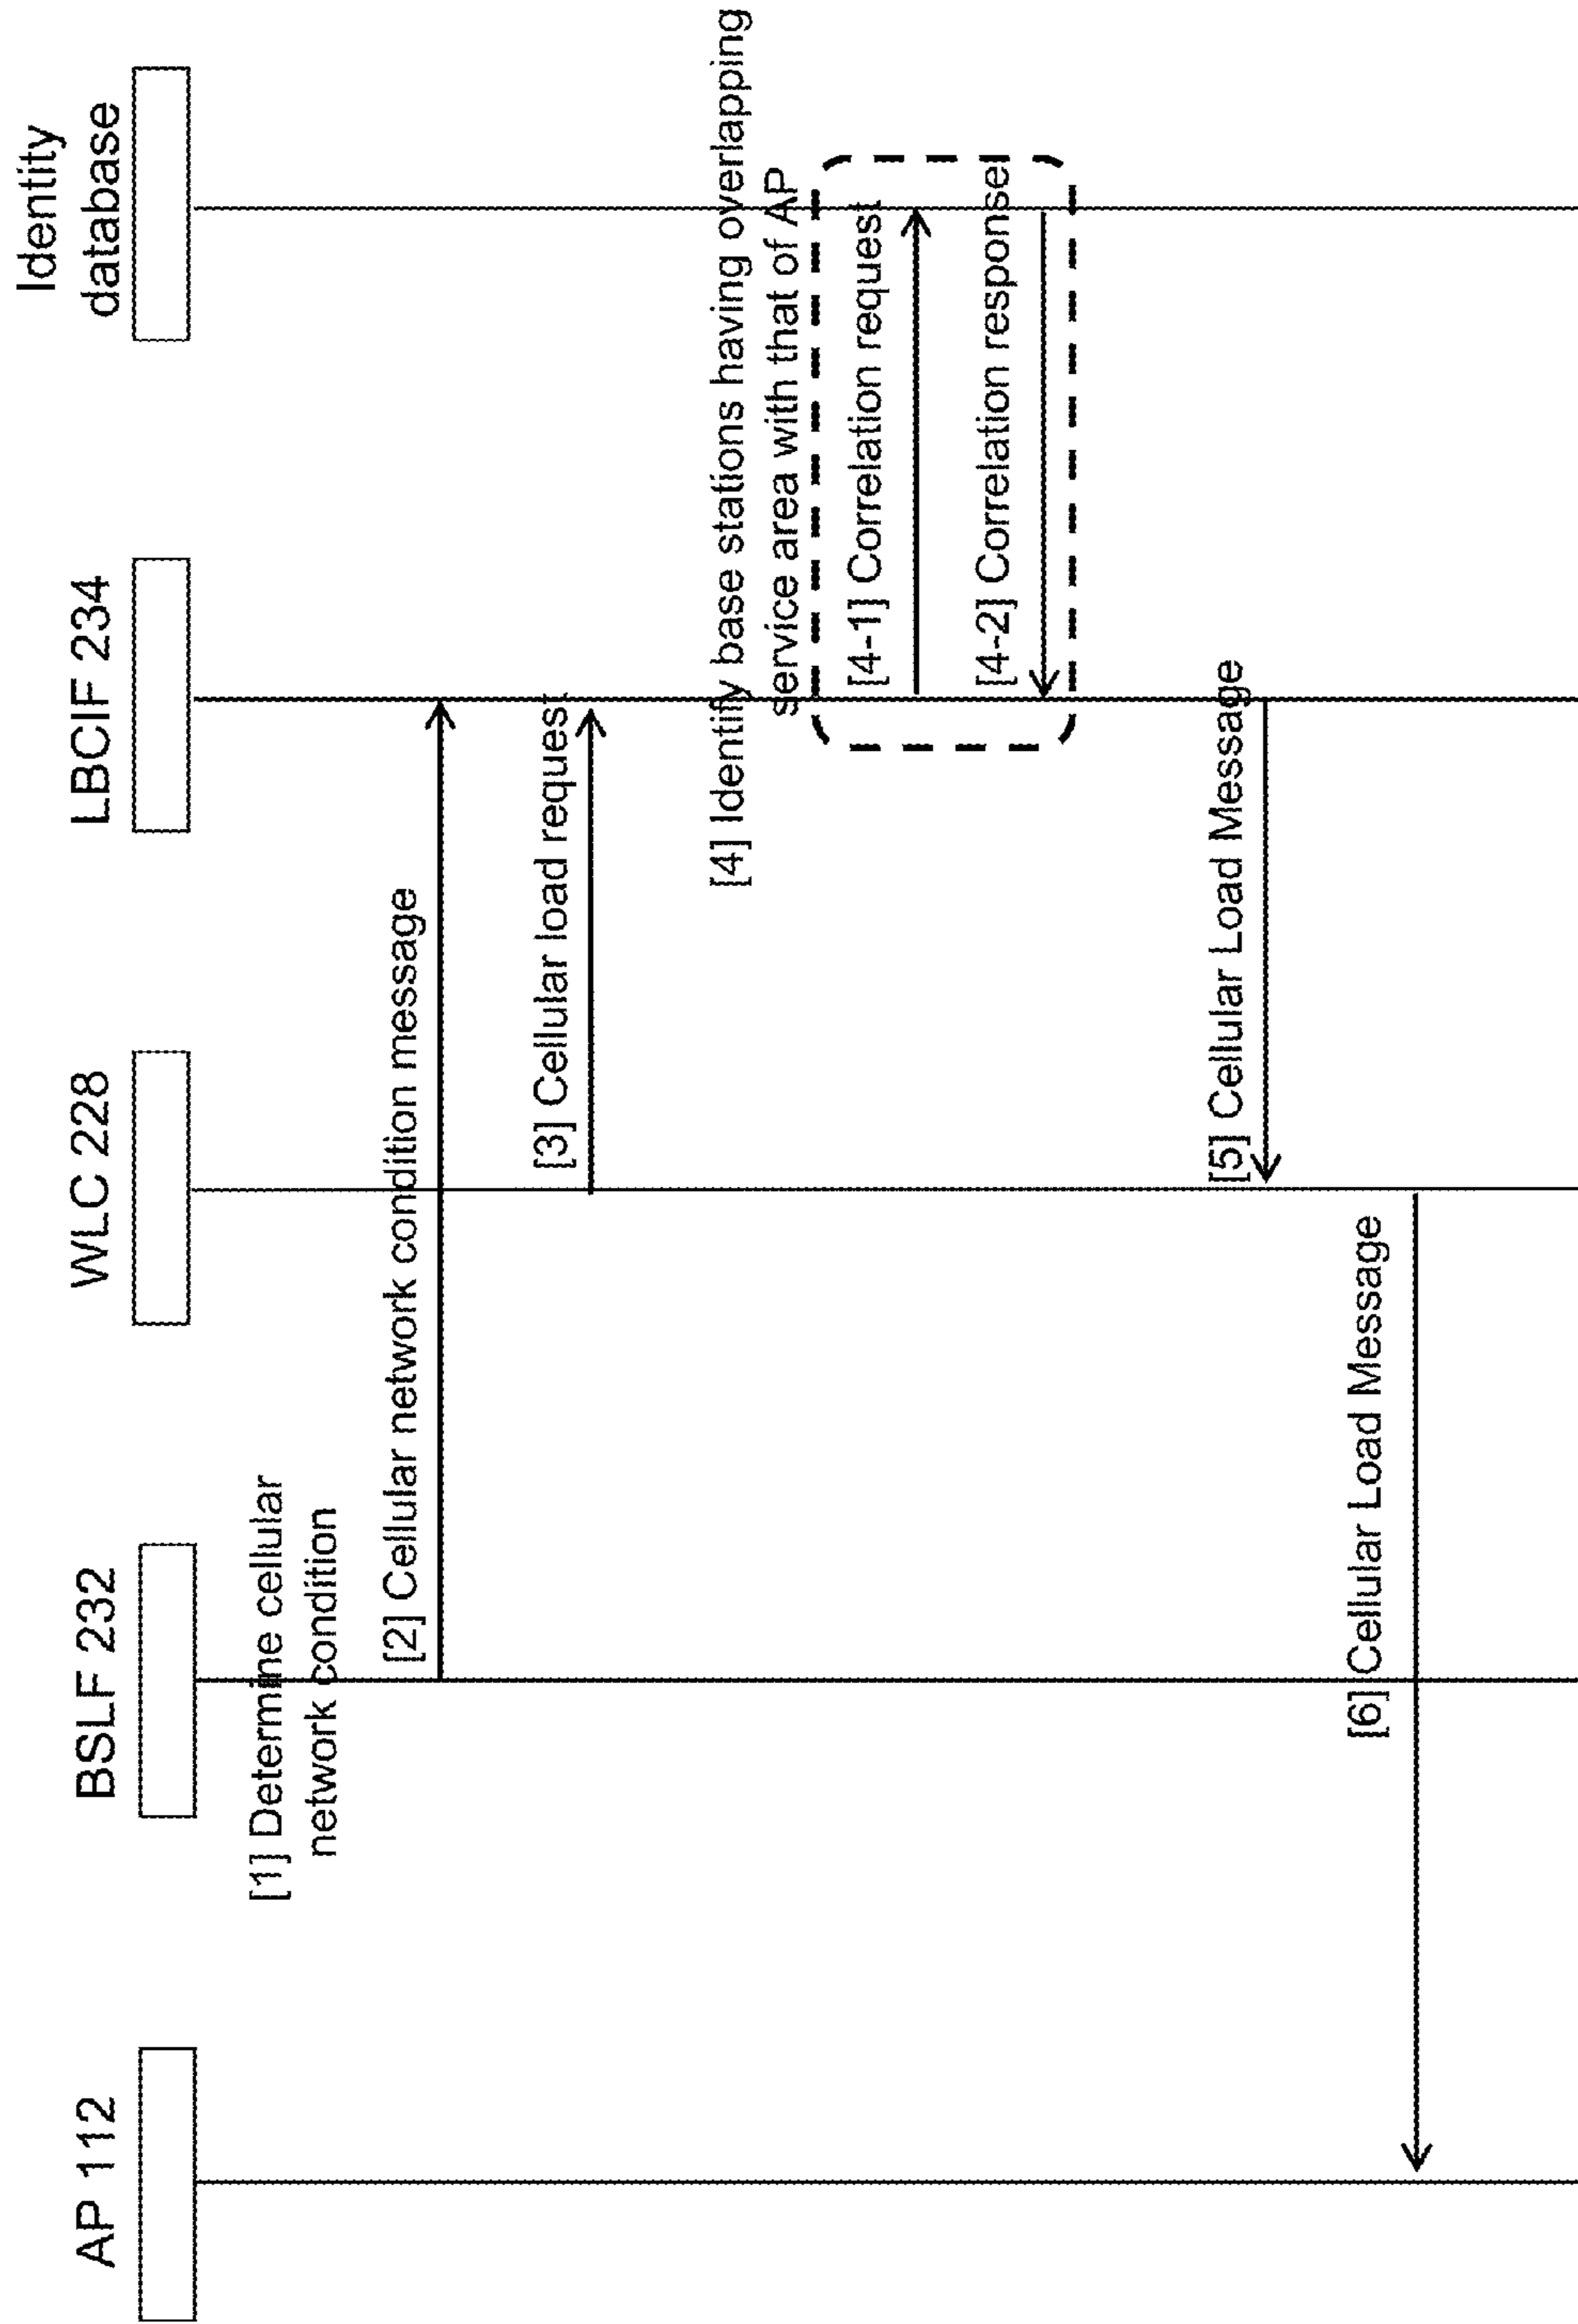 AP 112
BSLF 232
WLC 228
LBCIF 234
Identity
database
[1] Determine cellular
network condition
[2] Cellular network condition message
[3] Cellular load request
[4] Identify base stations having overlapping
service area with that of AP
[4-1] Correlation request
[4-2] Correlation response
[5] Cellular Load Message
[6] Cellular Load Message